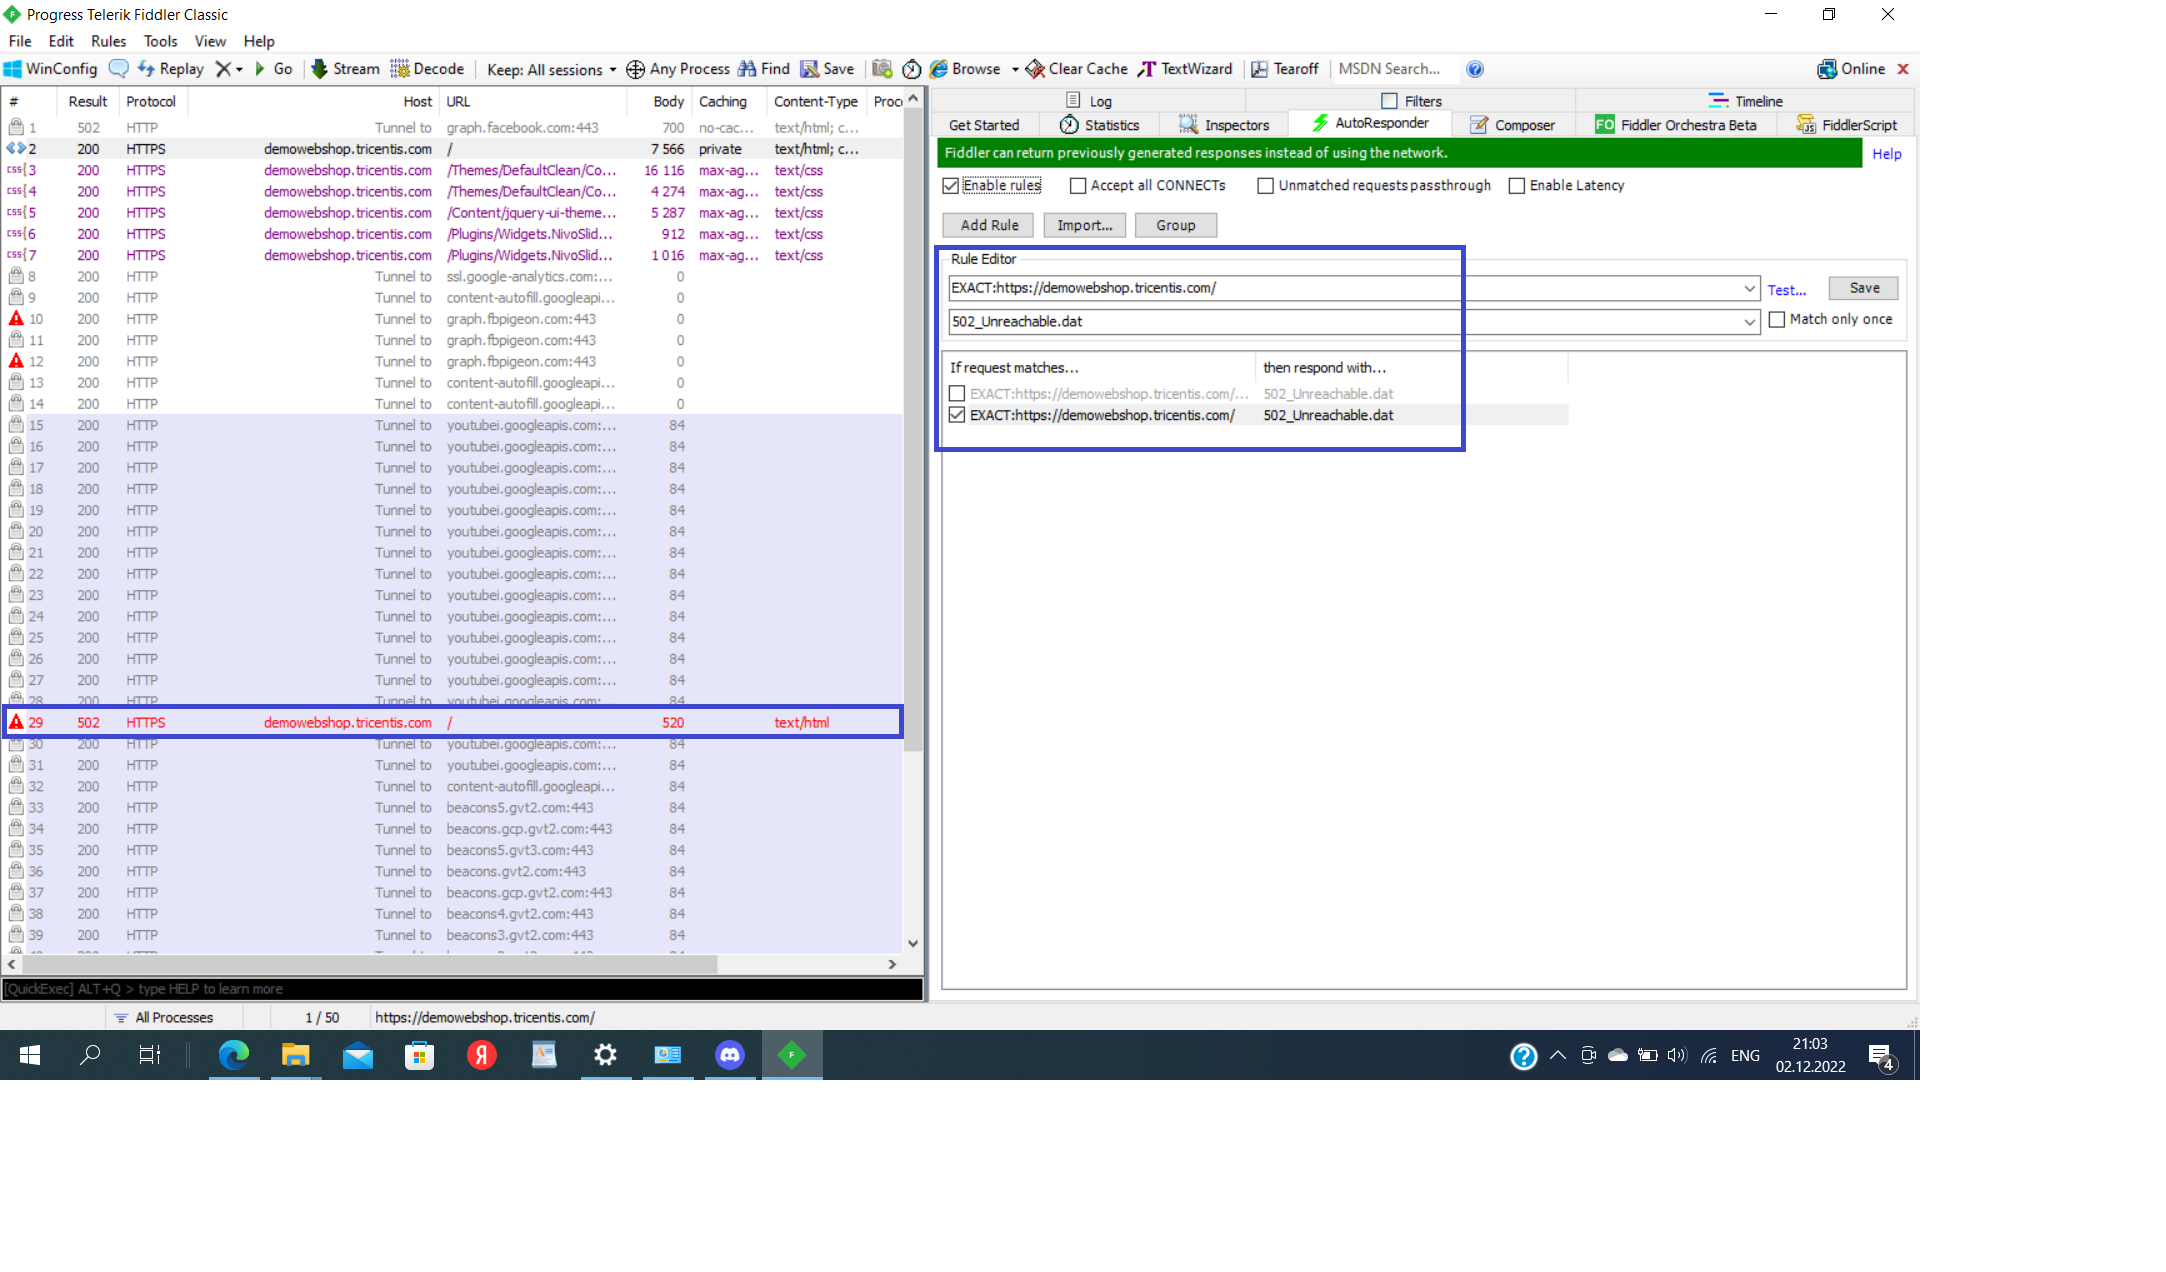 Progress Telerik Fiddler Classic
File Edit Rules Tools View Help
WinConfig Replay Go Stream Decode Keep: All sessions Any Process Find Save Browse Clear Cache TextWizard Tearoff MSDN Search... Online
# Result Protocol Host URL Body Caching Content-Type Proc
1 502 HTTP Tunnel to graph.facebook.com:443 700 no-cac... text/html; c...
2 200 HTTPS demowebshop.tricentis.com / 7 566 private text/html; c...
3 200 HTTPS demowebshop.tricentis.com /Themes/DefaultClean/Co... 16 116 max-ag... text/css
4 200 HTTPS demowebshop.tricentis.com /Themes/DefaultClean/Co... 4 274 max-ag... text/css
5 200 HTTPS demowebshop.tricentis.com /Content/jquery-ui-theme... 5 287 max-ag... text/css
6 200 HTTPS demowebshop.tricentis.com /Plugins/Widgets.NivoSlid... 912 max-ag... text/css
7 200 HTTPS demowebshop.tricentis.com /Plugins/Widgets.NivoSlid... 1 016 max-ag... text/css
8 200 HTTP Tunnel to ssl.google-analytics.com:... 0
9 200 HTTP Tunnel to content-autofill.googleapi... 0
10 200 HTTP Tunnel to graph.fbpigeon.com:443 0
11 200 HTTP Tunnel to graph.fbpigeon.com:443 0
12 200 HTTP Tunnel to graph.fbpigeon.com:443 0
13 200 HTTP Tunnel to content-autofill.googleapi... 0
14 200 HTTP Tunnel to content-autofill.googleapi... 0
15 200 HTTP Tunnel to youtubei.googleapis.com:... 84
16 200 HTTP Tunnel to youtubei.googleapis.com:... 84
17 200 HTTP Tunnel to youtubei.googleapis.com:... 84
18 200 HTTP Tunnel to youtubei.googleapis.com:... 84
19 200 HTTP Tunnel to youtubei.googleapis.com:... 84
20 200 HTTP Tunnel to youtubei.googleapis.com:... 84
21 200 HTTP Tunnel to youtubei.googleapis.com:... 84
22 200 HTTP Tunnel to youtubei.googleapis.com:... 84
23 200 HTTP Tunnel to youtubei.googleapis.com:... 84
24 200 HTTP Tunnel to youtubei.googleapis.com:... 84
25 200 HTTP Tunnel to youtubei.googleapis.com:... 84
26 200 HTTP Tunnel to youtubei.googleapis.com:... 84
27 200 HTTP Tunnel to youtubei.googleapis.com:... 84
28 200 HTTP Tunnel to youtubei.googleapis.com: 84
29 502 HTTPS demowebshop.tricentis.com / 520 text/html
30 200 HTTP Tunnel to youtubei.googleapis.com:... 84
31 200 HTTP Tunnel to youtubei.googleapis.com:... 84
32 200 HTTP Tunnel to content-autofill.googleapi... 84
33 200 HTTP Tunnel to beacons5.gvt2.com:443 84
34 200 HTTP Tunnel to beacons.gcp.gvt2.com:443 84
35 200 HTTP Tunnel to beacons5.gvt3.com:443 84
36 200 HTTP Tunnel to beacons.gvt2.com:443 84
37 200 HTTP Tunnel to beacons.gcp.gvt2.com:443 84
38 200 HTTP Tunnel to beacons4.gvt2.com:443 84
39 200 HTTP Tunnel to beacons3.gvt2.com:443 84
[QuickExec] ALT+Q > type HELP to learn more
All Processes 1 / 50 https://demowebshop.tricentis.com/
Log Filters Timeline
Get Started Statistics Inspectors AutoResponder Composer FO Fiddler Orchestra Beta FiddlerScript
Fiddler can return previously generated responses instead of using the network. Help
Enable rules Accept all CONNECTs Unmatched requests passthrough Enable Latency
Add Rule Import... Group
Rule Editor
EXACT:https://demowebshop.tricentis.com/ Test... Save
502_Unreachable.dat Match only once
If request matches... then respond with...
EXACT:https://demowebshop.tricentis.com/... 502_Unreachable.dat
EXACT:https://demowebshop.tricentis.com/ 502_Unreachable.dat
ENG 21:03
02.12.2022
4